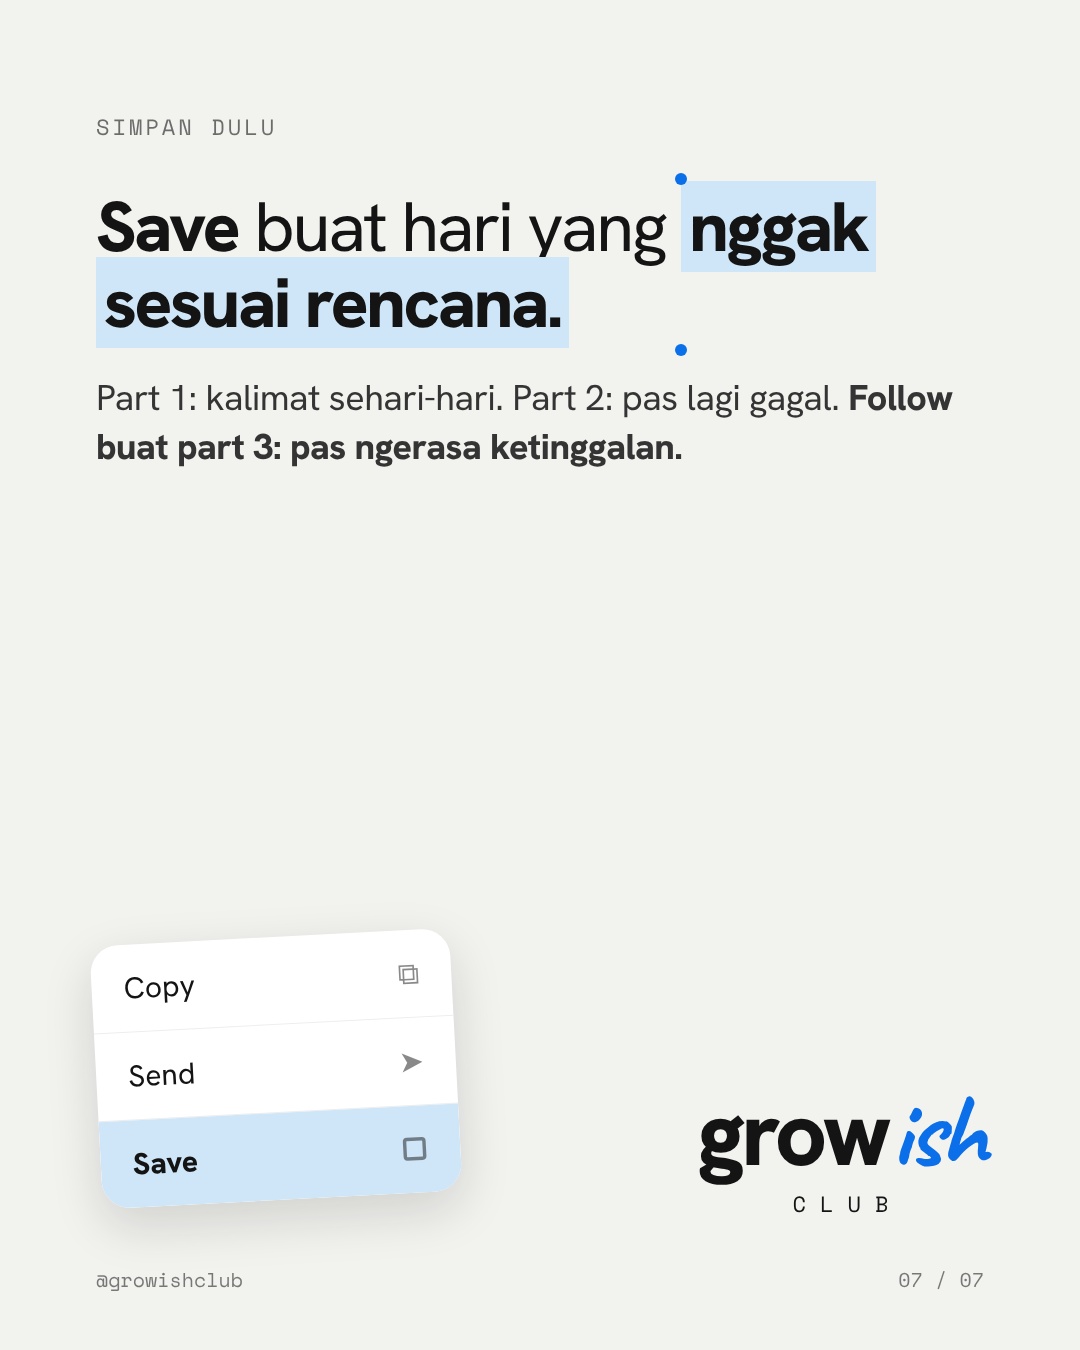 SIMPAN DULU
Save buat hari yang nggak
sesuai rencana.
Part 1: kalimat sehari-hari. Part 2: pas lagi gagal. Follow
buat part 3: pas ngerasa ketinggalan.
Copy
Send
Save
growish
CLUB
@growishclub
07 / 07